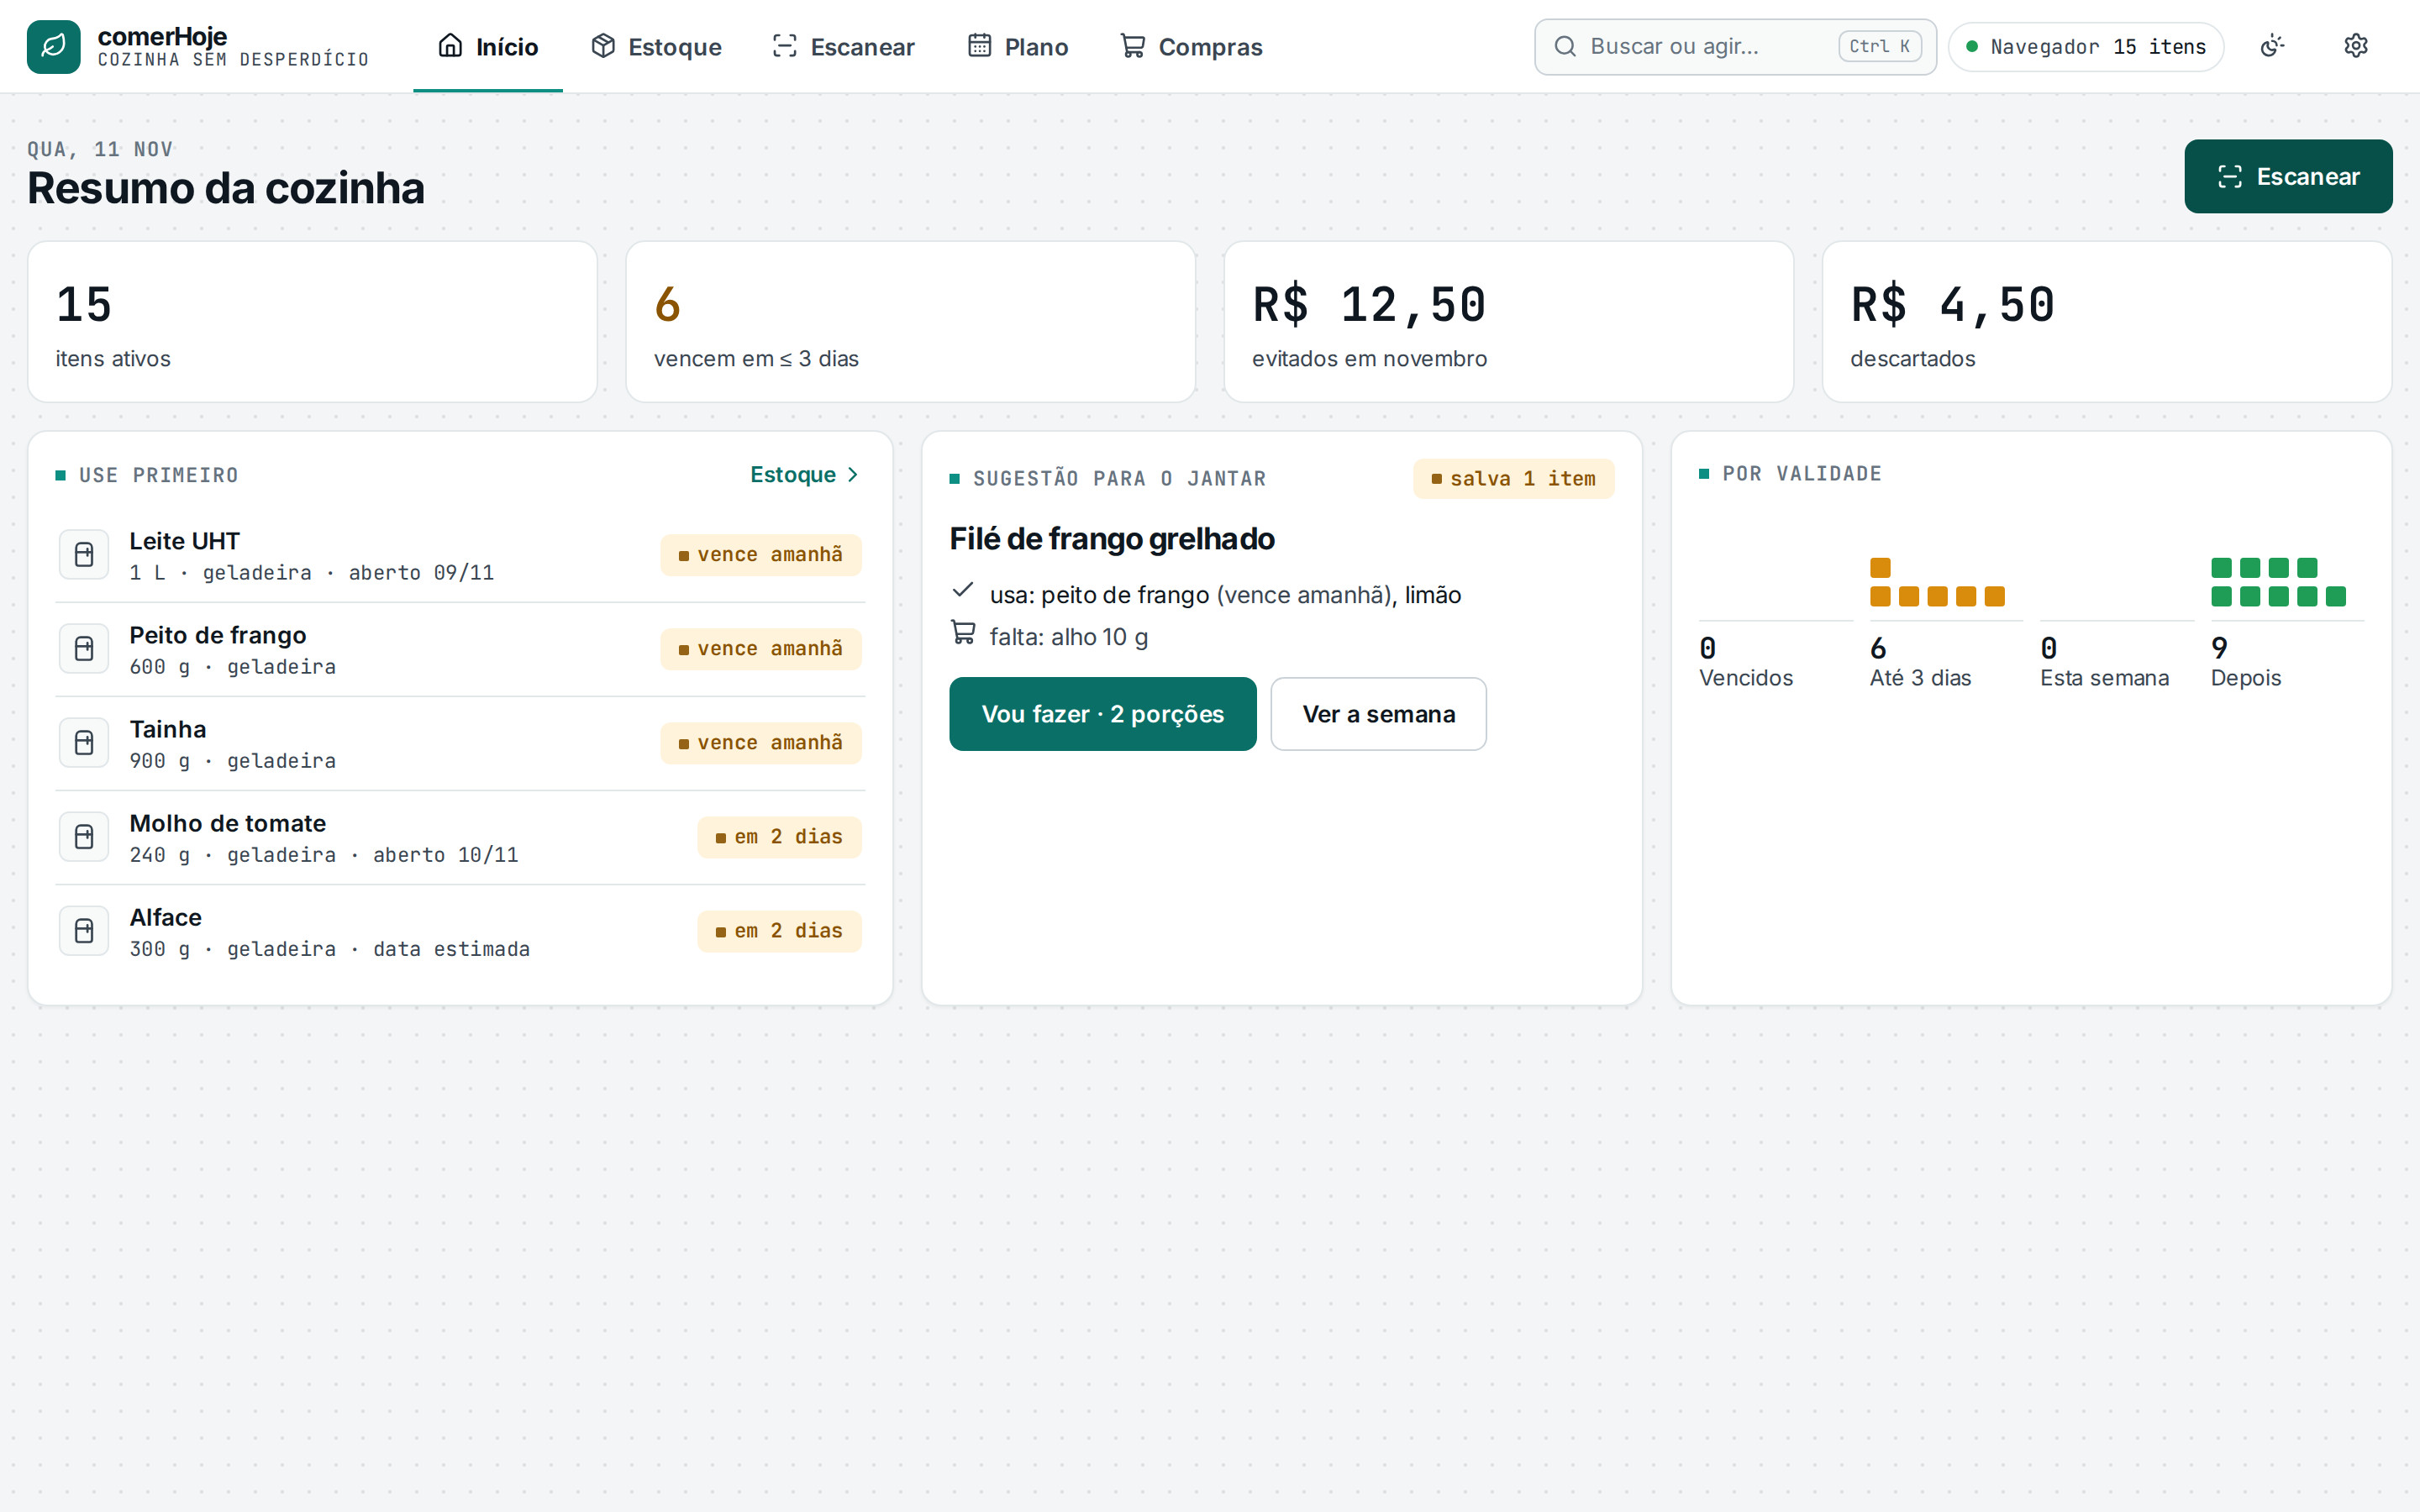 comerHoje
COZINHA SEM DESPERDÍCIO
Início
Estoque
Escanear
Plano
Compras
Buscar ou agir...
Ctrl K
Navegador 15 itens
QUA, 11 NOV
Resumo da cozinha
Escanear
15
itens ativos
6
vencem em ≤ 3 dias
R$ 12,50
evitados em novembro
R$ 4,50
descartados
USE PRIMEIRO
Estoque
Leite UHT
1 L · geladeira · aberto 09/11
vence amanhã
Peito de frango
600 g · geladeira
vence amanhã
Tainha
900 g · geladeira
vence amanhã
Molho de tomate
240 g · geladeira · aberto 10/11
em 2 dias
Alface
300 g · geladeira · data estimada
em 2 dias
SUGESTÃO PARA O JANTAR
salva 1 item
Filé de frango grelhado
usa: peito de frango (vence amanhã), limão
falta: alho 10 g
Vou fazer · 2 porções
Ver a semana
POR VALIDADE
0
Vencidos
6
Até 3 dias
0
Esta semana
9
Depois